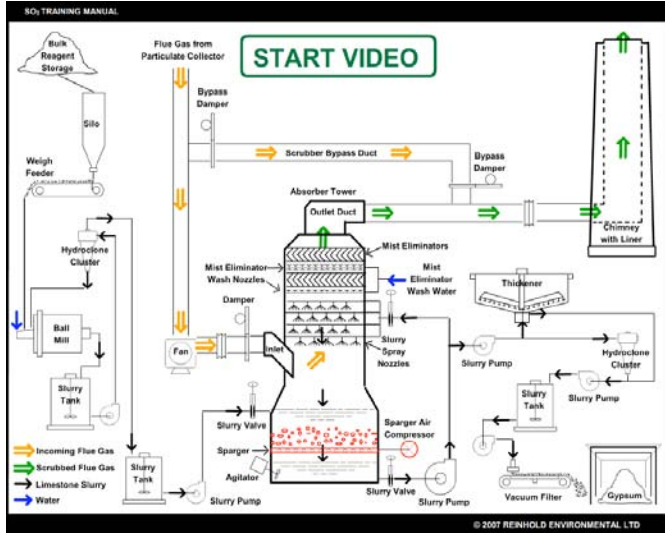 SO₂ TRAINING MANUAL
Bulk
Reagent
Storage
Flue Gas from
Particulate Collector
START VIDEO
Bypass
Damper
Silo
Scrubber Bypass Duct
Bypass
Damper
Weigh
Feeder
Absorber Tower
Outlet Duct
Chimney
with Liner
Hydroclone
Cluster
Mist Eliminators
Mist Eliminator
Wash Nozzles
Mist
Eliminator
Wash Water
Thickener
Damper
Ball
Mill
Fan
Inlet
Slurry
Spray
Nozzles
Slurry Pump
Hydroclone
Cluster
Slurry
Tank
Slurry
Tank
Slurry Pump
Slurry Valve
Sparger Air
Compressor
Incoming Flue Gas
Scrubbed Flue Gas
Limestone Slurry
Water
Slurry
Tank
Sparger
Agitator
Slurry Pump
Slurry Valve
Slurry Pump
Vacuum Filter
Gypsum
© 2007 REINHOLD ENVIRONMENTAL LTD